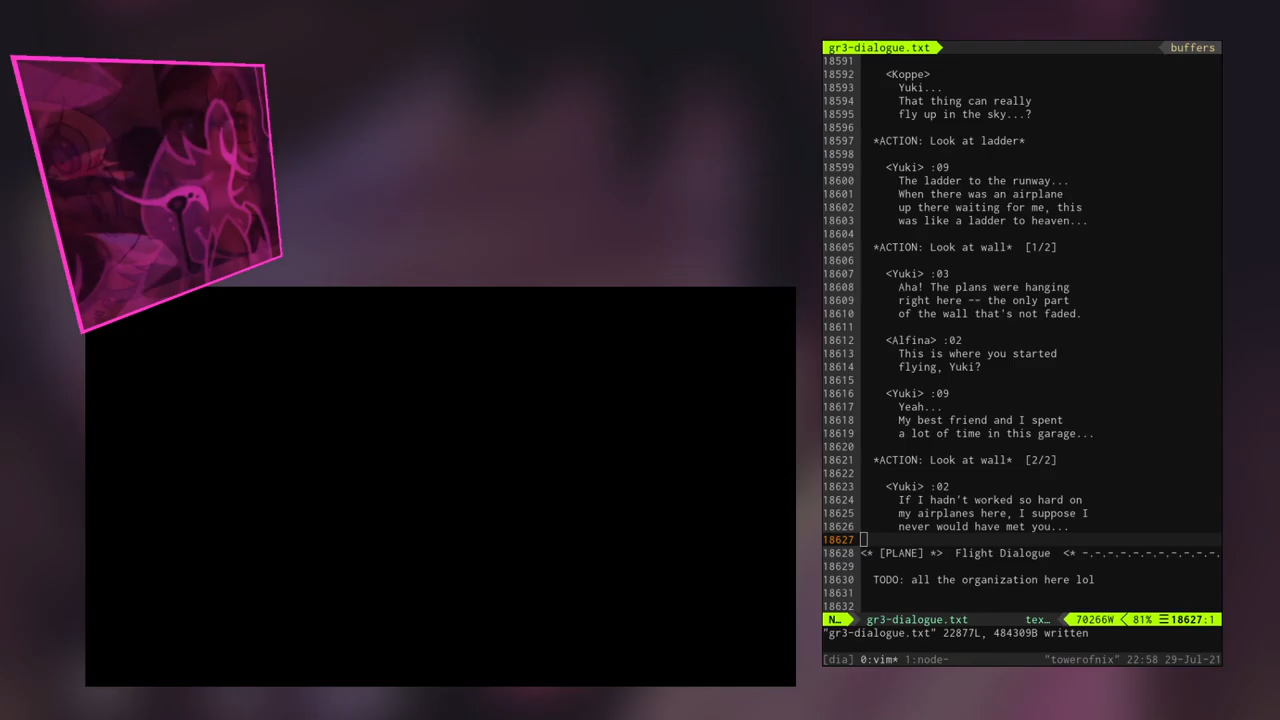 gr3-dialogue.txt buffers
18591
18592 <Koppe>
18593 Yuki...
18594 That thing can really
18595 fly up in the sky...?
18596
18597 *ACTION: Look at ladder*
18598
18599 <Yuki> :09
18600 The ladder to the runway...
18601 When there was an airplane
18602 up there waiting for me, this
18603 was like a ladder to heaven...
18604
18605 *ACTION: Look at wall* [1/2]
18606
18607 <Yuki> :03
18608 Aha! The plans were hanging
18609 right here -- the only part
18610 of the wall that's not faded.
18611
18612 <Alfina> :02
18613 This is where you started
18614 flying, Yuki?
18615
18616 <Yuki> :09
18617 Yeah...
18618 My best friend and I spent
18619 a lot of time in this garage...
18620
18621 *ACTION: Look at wall* [2/2]
18622
18623 <Yuki> :02
18624 If I hadn't worked so hard on
18625 my airplanes here, I suppose I
18626 never would have met you...
18627
18628 <* [PLANE] *> Flight Dialogue <* -.-.-.-.-.-.-.-.-.-.-.
18629
18630 TODO: all the organization here lol
18631
18632
N… gr3-dialogue.txt tex… 70266W 81% ☰18627:1
"gr3-dialogue.txt" 22877L, 484309B written
[dia] 0:vim* 1:node- "towerofnix" 22:58 29-Jul-21